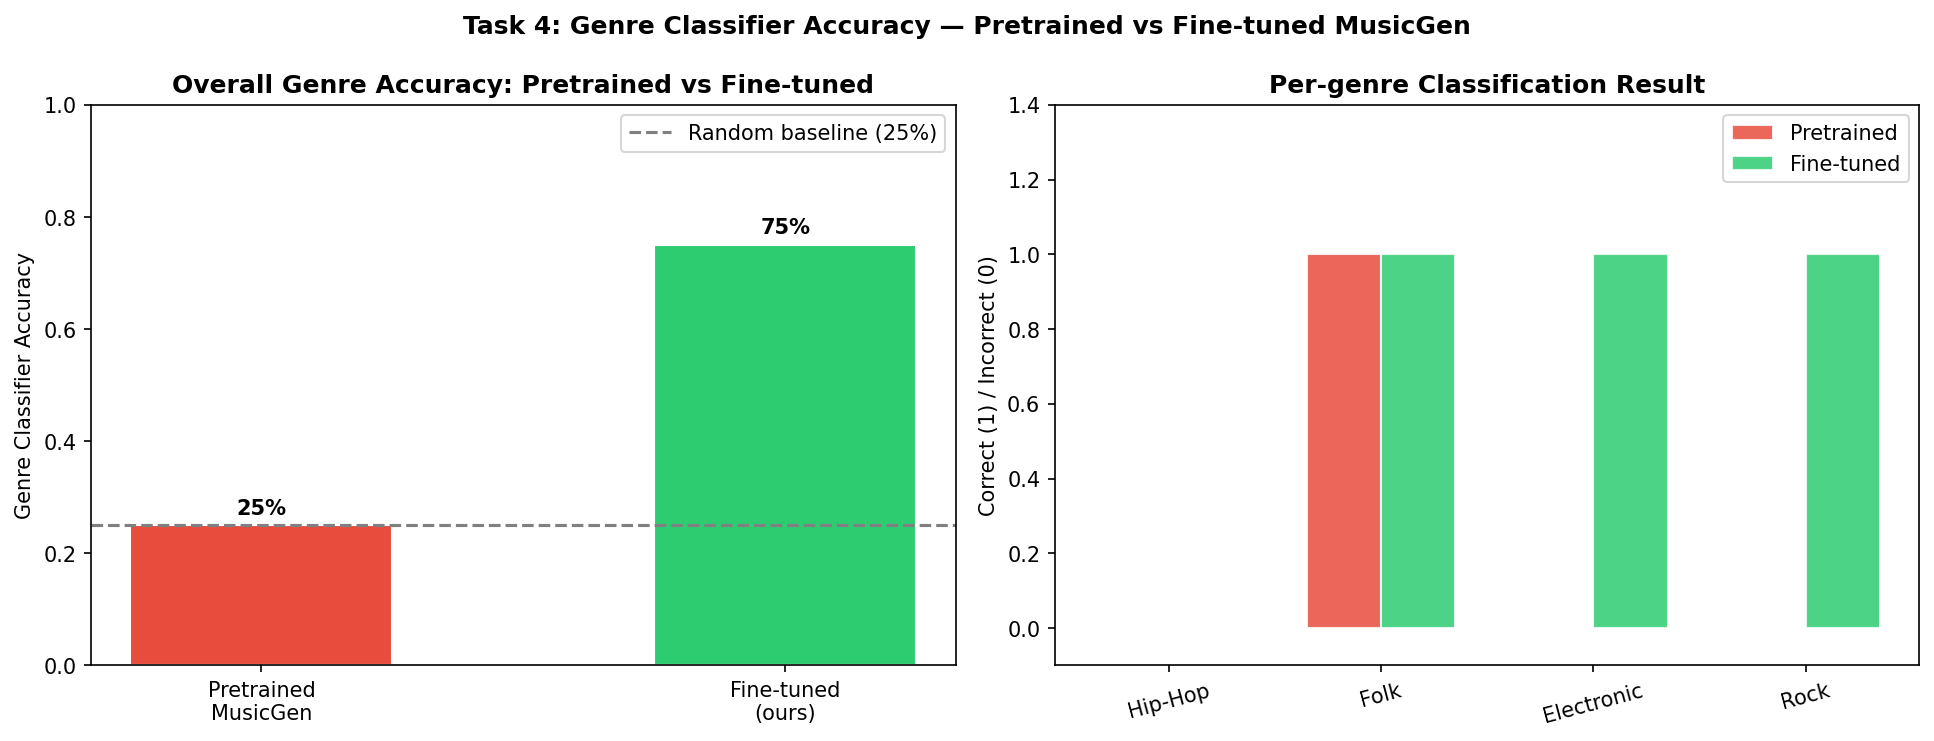 Task 4: Genre Classifier Accuracy — Pretrained vs Fine-tuned MusicGen
Overall Genre Accuracy: Pretrained vs Fine-tuned
Genre Classifier Accuracy
1.0
0.8
0.6
0.4
0.2
0.0
Random baseline (25%)
25%
75%
Pretrained
MusicGen
Fine-tuned
(ours)
Per-genre Classification Result
Correct (1) / Incorrect (0)
1.4
1.2
1.0
0.8
0.6
0.4
0.2
0.0
Pretrained
Fine-tuned
Hip-Hop
Folk
Electronic
Rock